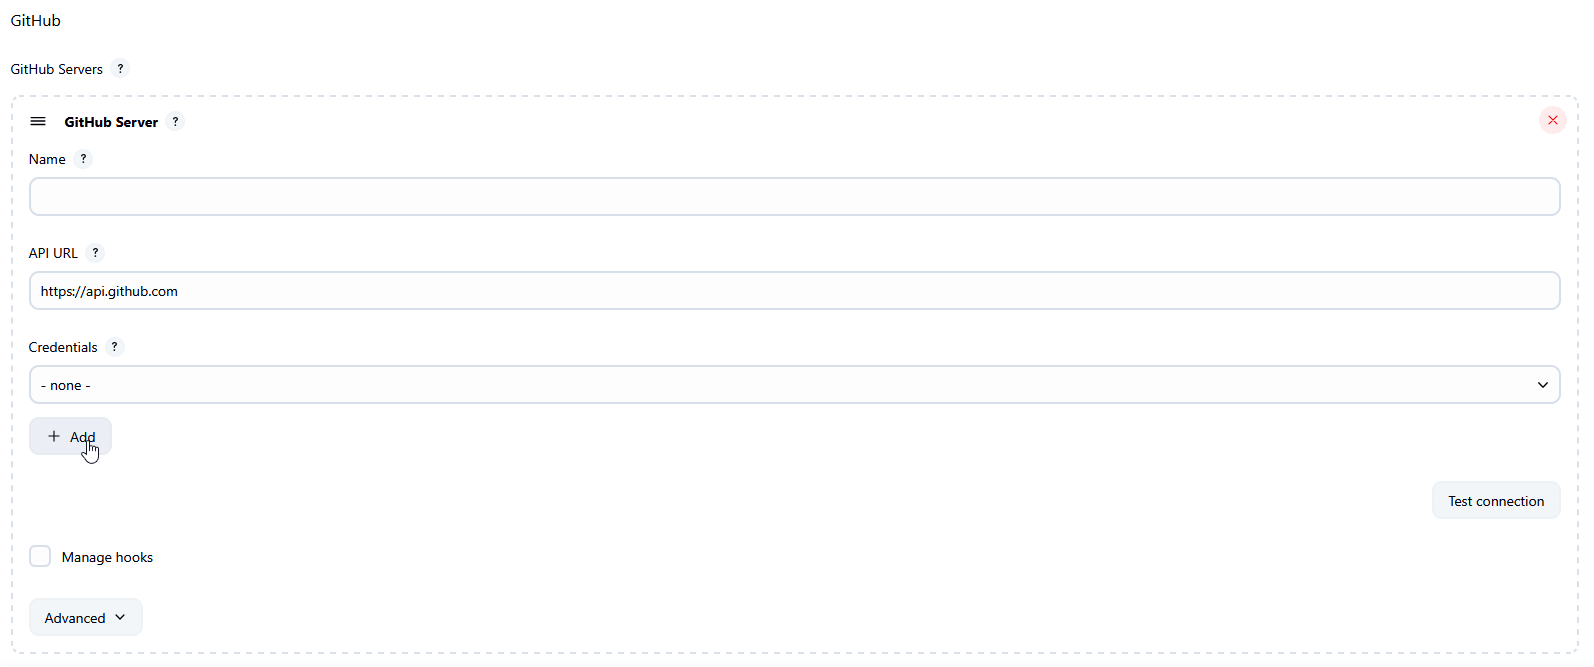 GitHub
GitHub Servers ?
GitHub Server ?
Name ?
API URL ?
https://api.github.com
Credentials ?
- none -
+ Add
Test connection
Manage hooks
Advanced